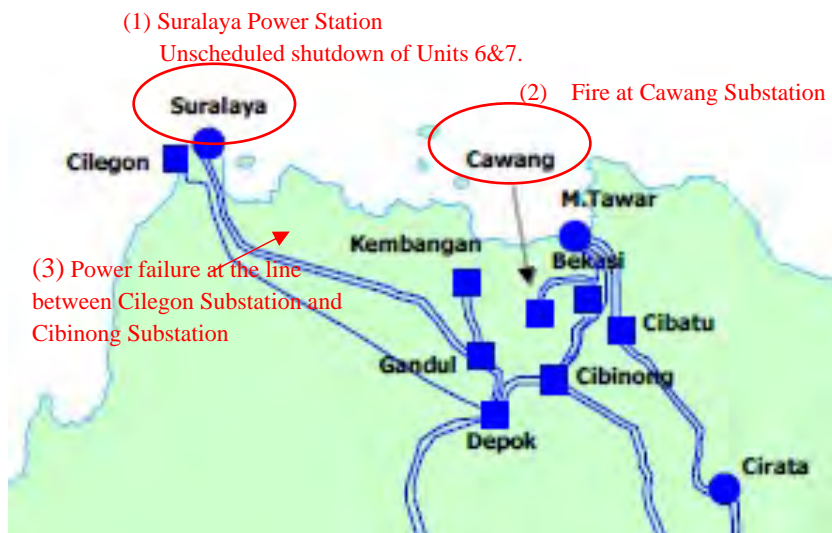 (1) Suralaya Power Station
Unscheduled shutdown of Units 6&7.
(2) Fire at Cawang Substation
Suralaya
Cilegon
Cawang
M.Tawar
Kembangan
Bekasi
(3) Power failure at the line
between Cilegon Substation and
Cibinong Substation
Cibatu
Gandul
Cibinong
Depok
Cirata